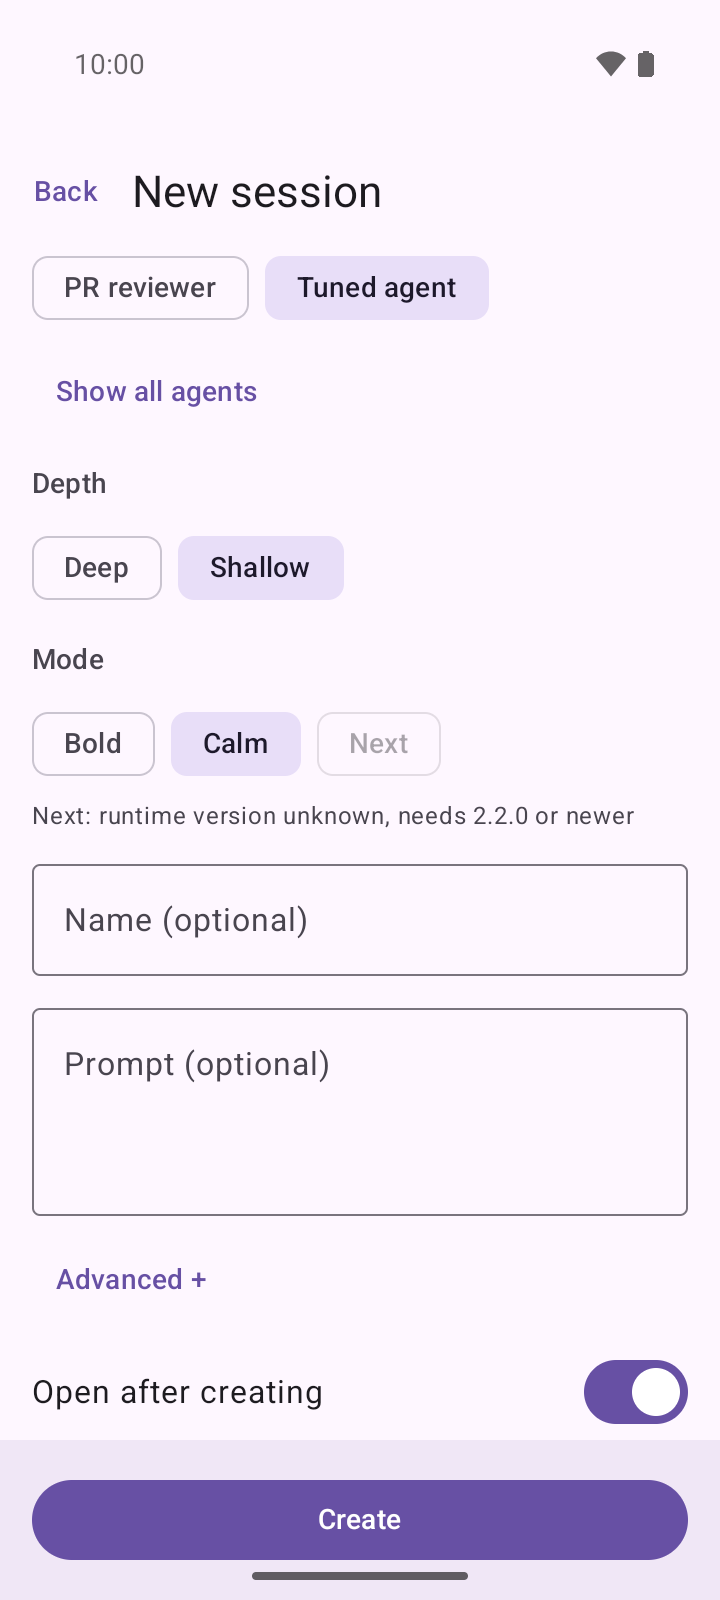 10:00
Back New session
PR reviewer Tuned agent
Show all agents
Depth
Deep Shallow
Mode
Bold Calm Next
Next: runtime version unknown, needs 2.2.0 or newer
Name (optional)
Prompt (optional)
Advanced +
Open after creating
Create